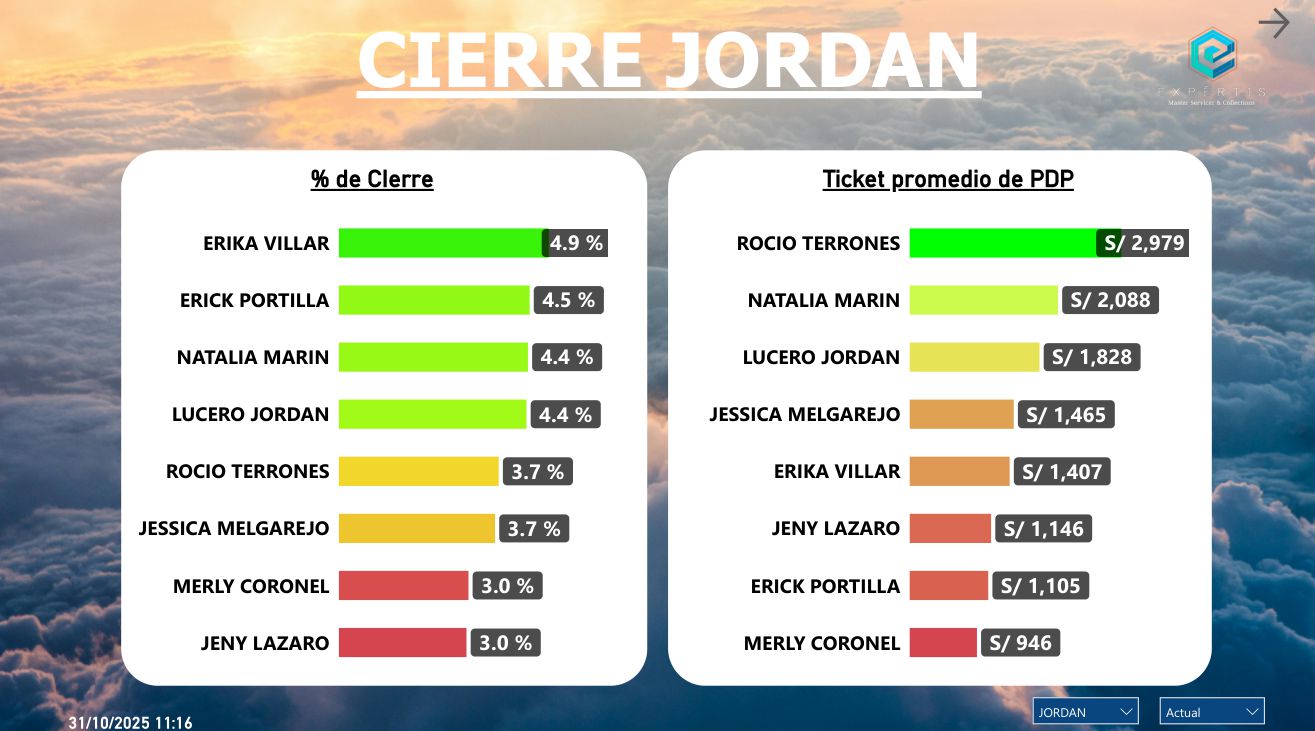 CIERRE JORDAN
EXPERTIS
Master Servicer & Collections
% de Cierre
ERIKA VILLAR 4.9 %
ERICK PORTILLA 4.5 %
NATALIA MARIN 4.4 %
LUCERO JORDAN 4.4 %
ROCIO TERRONES 3.7 %
JESSICA MELGAREJO 3.7 %
MERLY CORONEL 3.0 %
JENY LAZARO 3.0 %
Ticket promedio de PDP
ROCIO TERRONES S/ 2,979
NATALIA MARIN S/ 2,088
LUCERO JORDAN S/ 1,828
JESSICA MELGAREJO S/ 1,465
ERIKA VILLAR S/ 1,407
JENY LAZARO S/ 1,146
ERICK PORTILLA S/ 1,105
MERLY CORONEL S/ 946
31/10/2025 11:16
JORDAN
Actual